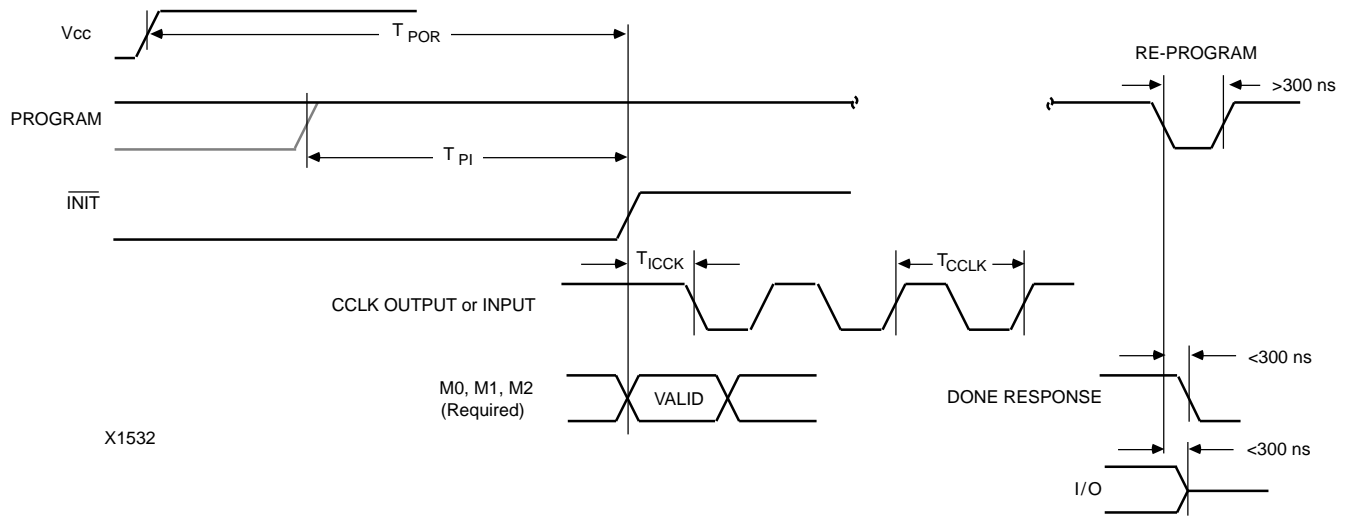 Vcc
T POR
RE-PROGRAM
>300 ns
PROGRAM
T PI
INIT
T ICCK
T CCLK
CCLK OUTPUT or INPUT
<300 ns
M0, M1, M2
(Required)
VALID
DONE RESPONSE
X1532
<300 ns
I/O